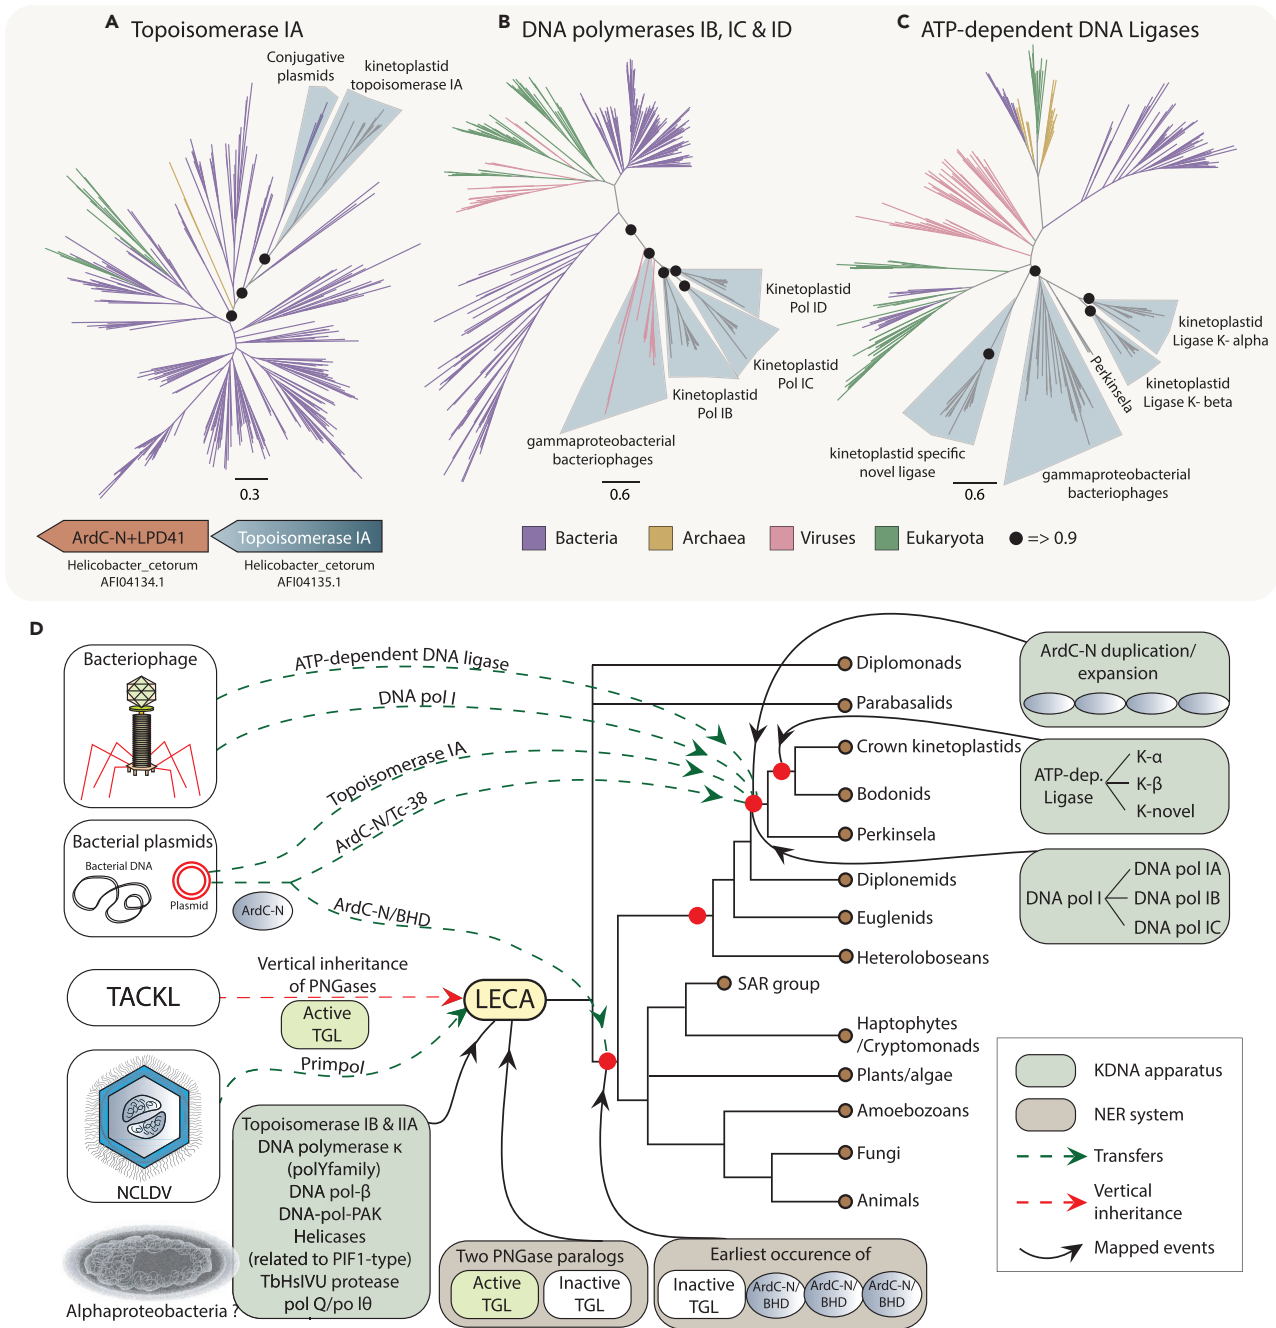 A
Topoisomerase IA
Conjugative
plasmids
kinetoplastid
topoisomerase IA
0.3
B
DNA polymerases IB, IC & ID
Kinetoplastid
Pol ID
Kinetoplastid
Pol IC
Kinetoplastid
Pol IB
gammaproteobacterial
bacteriophages
0.6
C
ATP-dependent DNA Ligases
kinetoplastid
Ligase K- alpha
kinetoplastid
Ligase K- beta
Perkinsela
kinetoplastid specific
novel ligase
gammaproteobacterial
bacteriophages
0.6
ArdC-N+LPD41
Topoisomerase IA
Helicobacter_cetorum
AFI04134.1
Helicobacter_cetorum
AFI04135.1
Bacteria
Archaea
Viruses
Eukaryota
=> 0.9
D
Bacteriophage
ATP-dependent DNA ligase
DNA pol I
Topoisomerase IA
ArdC-N/Tc-38
ArdC-N/BHD
Bacterial plasmids
Bacterial DNA
Plasmid
ArdC-N
TACKL
Vertical inheritance
of PNGases
Active
TGL
LECA
Primpol
NCLDV
Alphaproteobacteria ?
Topoisomerase IB & IIA
DNA polymerase κ
(polYfamily)
DNA pol-β
DNA-pol-PAK
Helicases
(related to PIF1-type)
TbHslVU protease
pol Q/po lθ
Two PNGase paralogs
Active
TGL
Inactive
TGL
Earliest occurence of
Inactive
TGL
ArdC-N/
BHD
ArdC-N/
BHD
ArdC-N/
BHD
Diplomonads
Parabasalids
Crown kinetoplastids
Bodonids
Perkinsela
Diplonemids
Euglenids
Heteroloboseans
SAR group
Haptophytes
/Cryptomonads
Plants/algae
Amoebozoans
Fungi
Animals
ArdC-N duplication/
expansion
ATP-dep.
Ligase
K-α
K-β
K-novel
DNA pol I
DNA pol IA
DNA pol IB
DNA pol IC
KDNA apparatus
NER system
Transfers
Vertical
inheritance
Mapped events